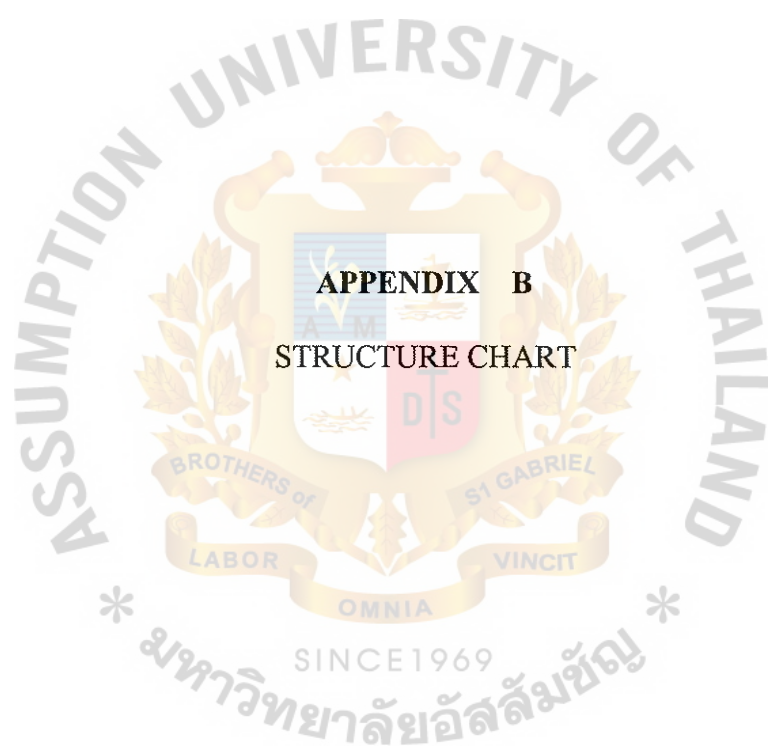 ASSUMPTION UNIVERSITY OF THAILAND
APPENDIX B
A M
STRUCTURE CHART
D S
BROTHERS of
S1 GABRIEL
LABOR
VINCIT
OMNIA
* *
SINCE1969
มหาวิทยาลัยอัสสัมชัญ